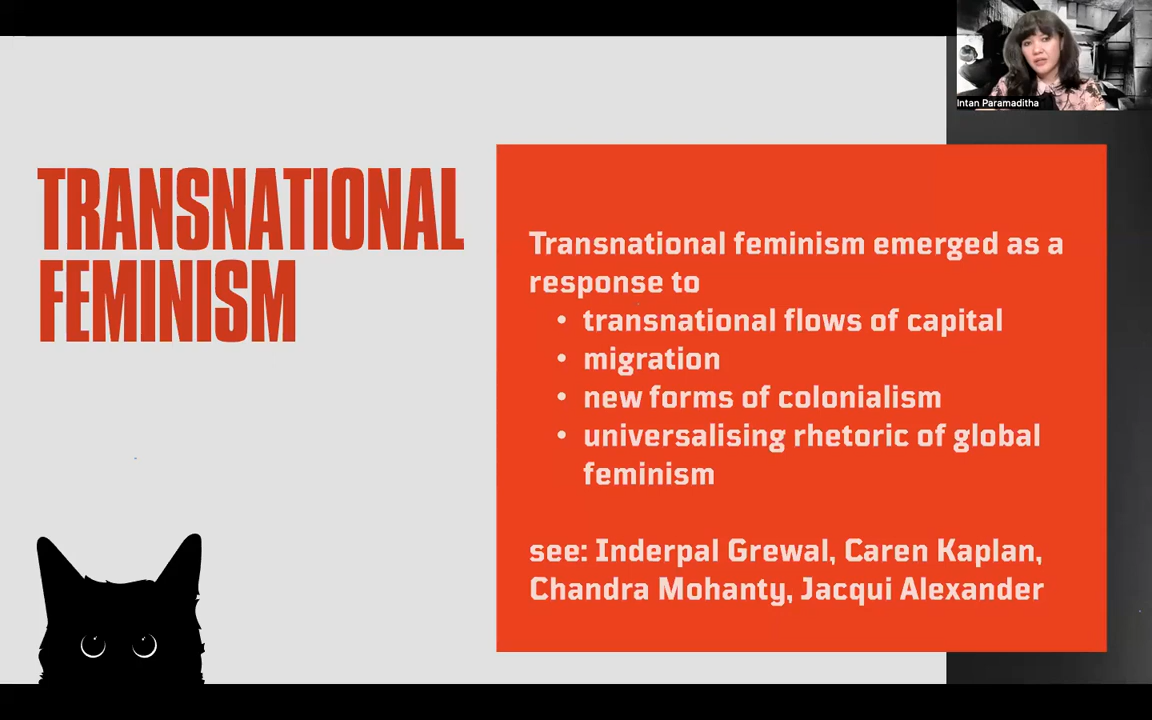 Intan Paramaditha
TRANSNATIONAL
FEMINISM
Transnational feminism emerged as a
response to
• transnational flows of capital
• migration
• new forms of colonialism
• universalising rhetoric of global
feminism
see: Inderpal Grewal, Caren Kaplan,
Chandra Mohanty, Jacqui Alexander